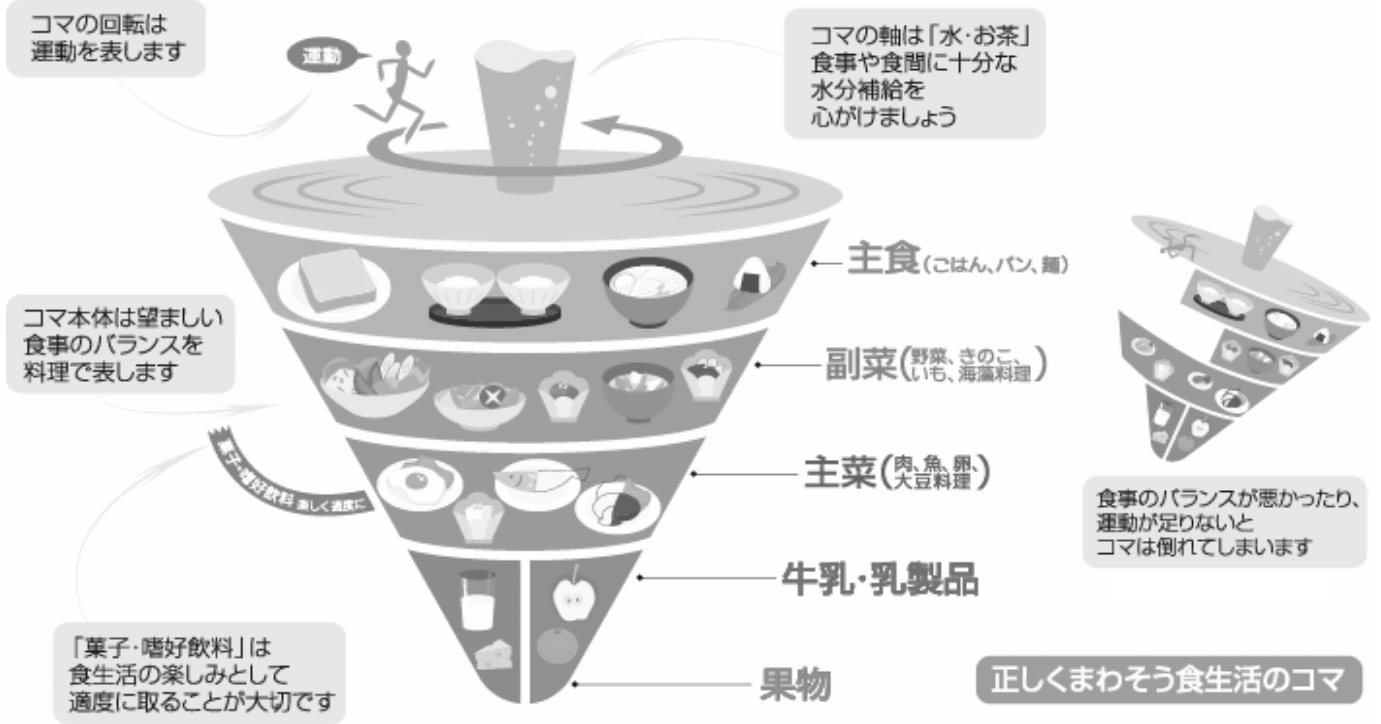 コマの回転は
運動を表します
運動
コマの軸は「水・お茶」
食事や食間に十分な
水分補給を
心がけましょう
主食(ごはん、パン、麺)
コマ本体は望ましい
食事のバランスを
料理で表します
副菜(野菜、きのこ、
いも、海藻料理)
主菜(肉、魚、卵、
大豆料理)
菓子・嗜好飲料 楽しく適度に
牛乳・乳製品
果物
「菓子・嗜好飲料」は
食生活の楽しみとして
適度に取ることが大切です
食事のバランスが悪かったり、
運動が足りないと
コマは倒れてしまいます
正しくまわそう食生活のコマ